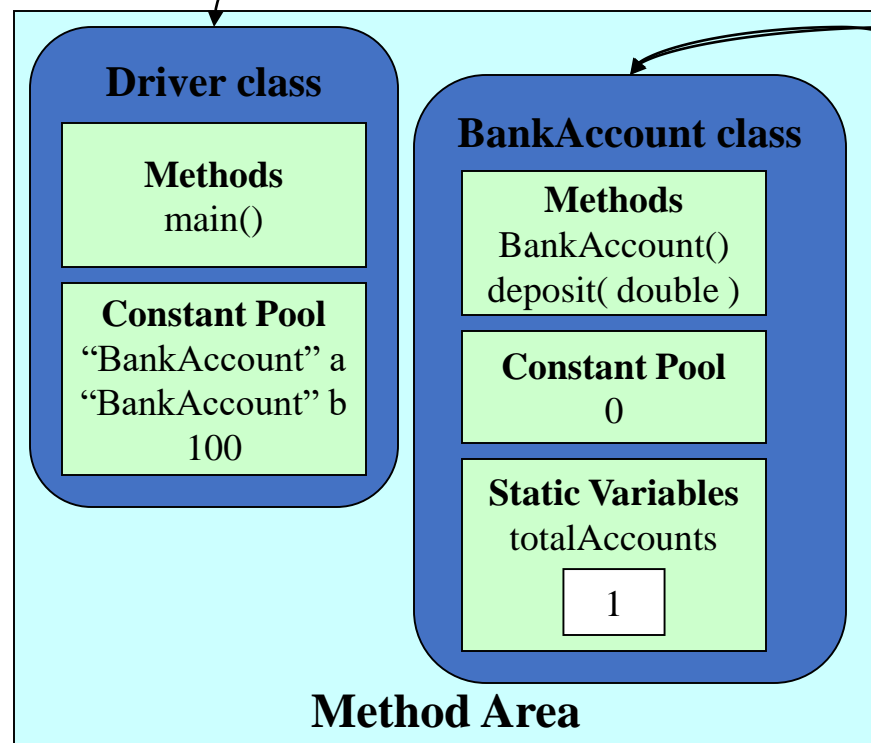 Driver class
Methods
main()
Constant Pool
“BankAccount” a
“BankAccount” b
100
BankAccount class
Methods
BankAccount()
deposit( double )
Constant Pool
0
Static Variables
totalAccounts
1
Method Area